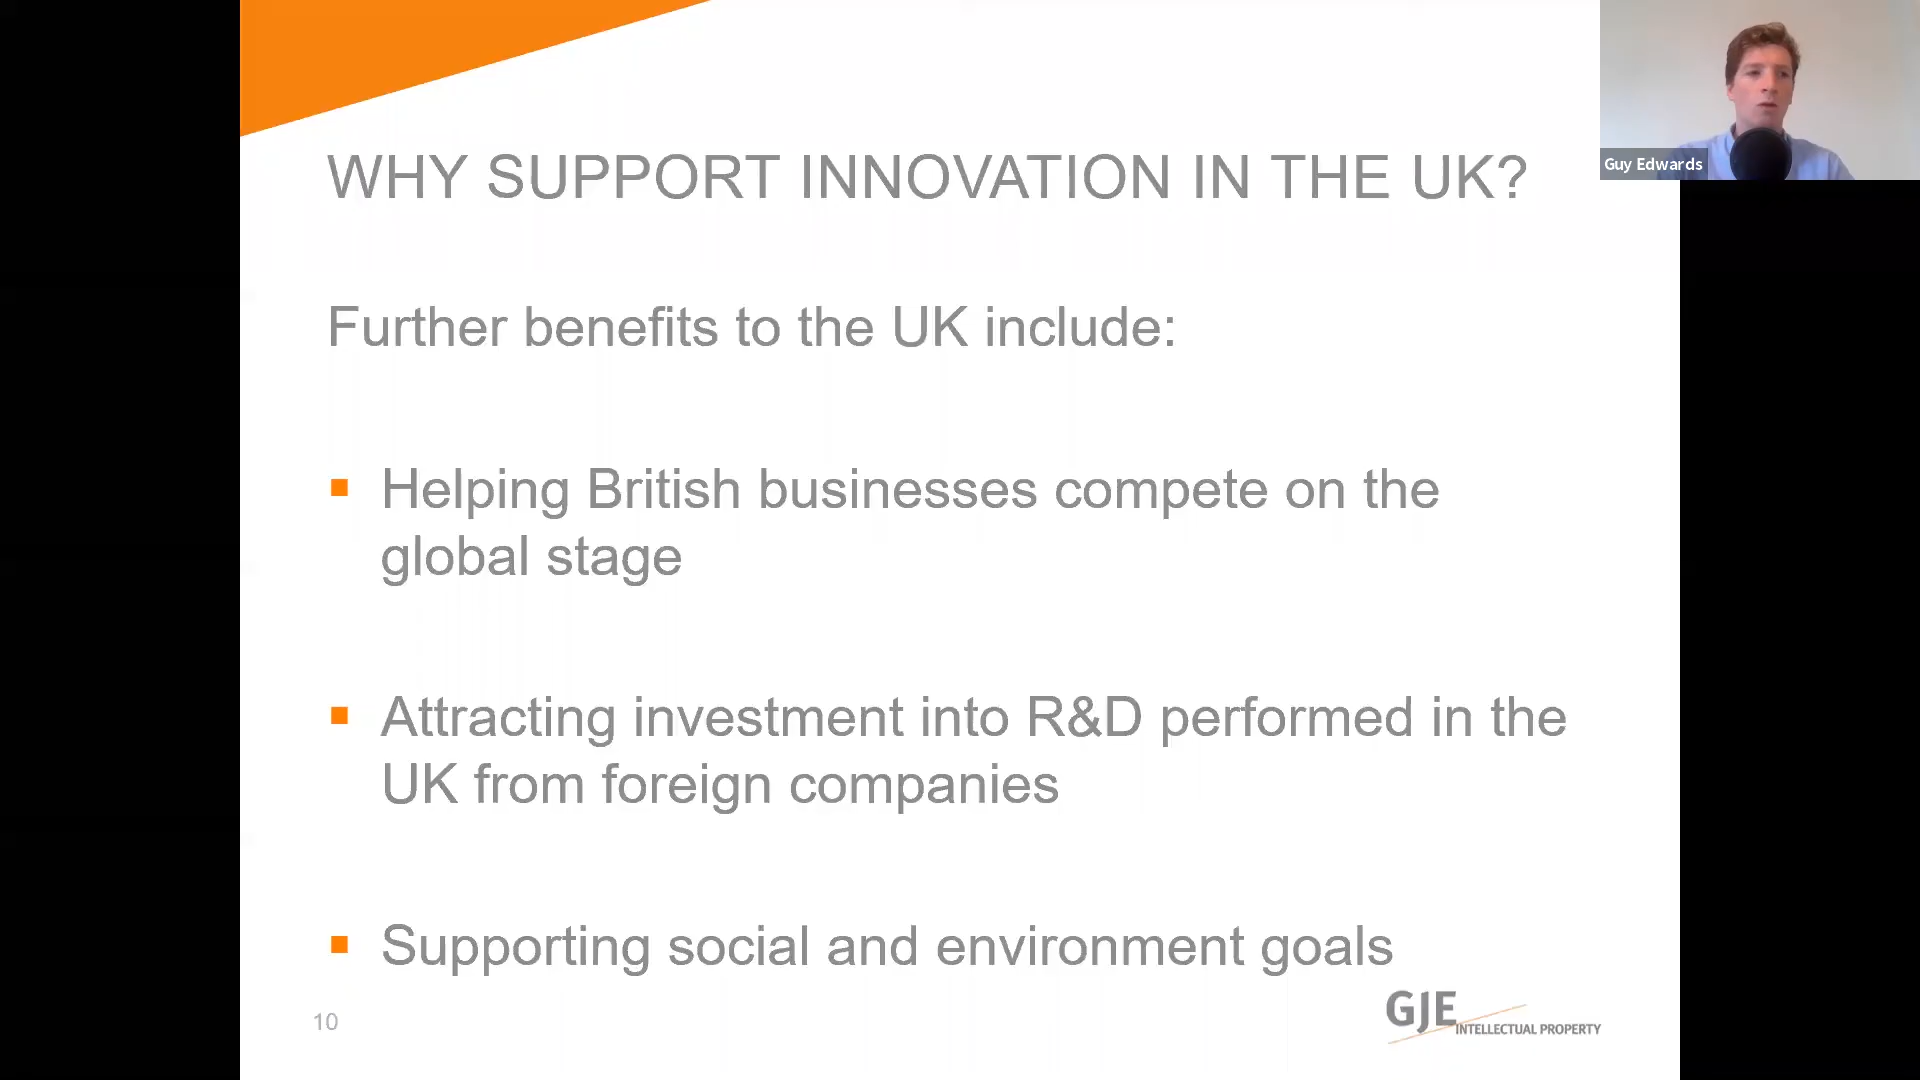 WHY SUPPORT INNOVATION IN THE UK?
Guy Edwards
Further benefits to the UK include:
▪ Helping British businesses compete on the
global stage
▪ Attracting investment into R&D performed in the
UK from foreign companies
▪ Supporting social and environment goals
10
GJE
INTELLECTUAL PROPERTY